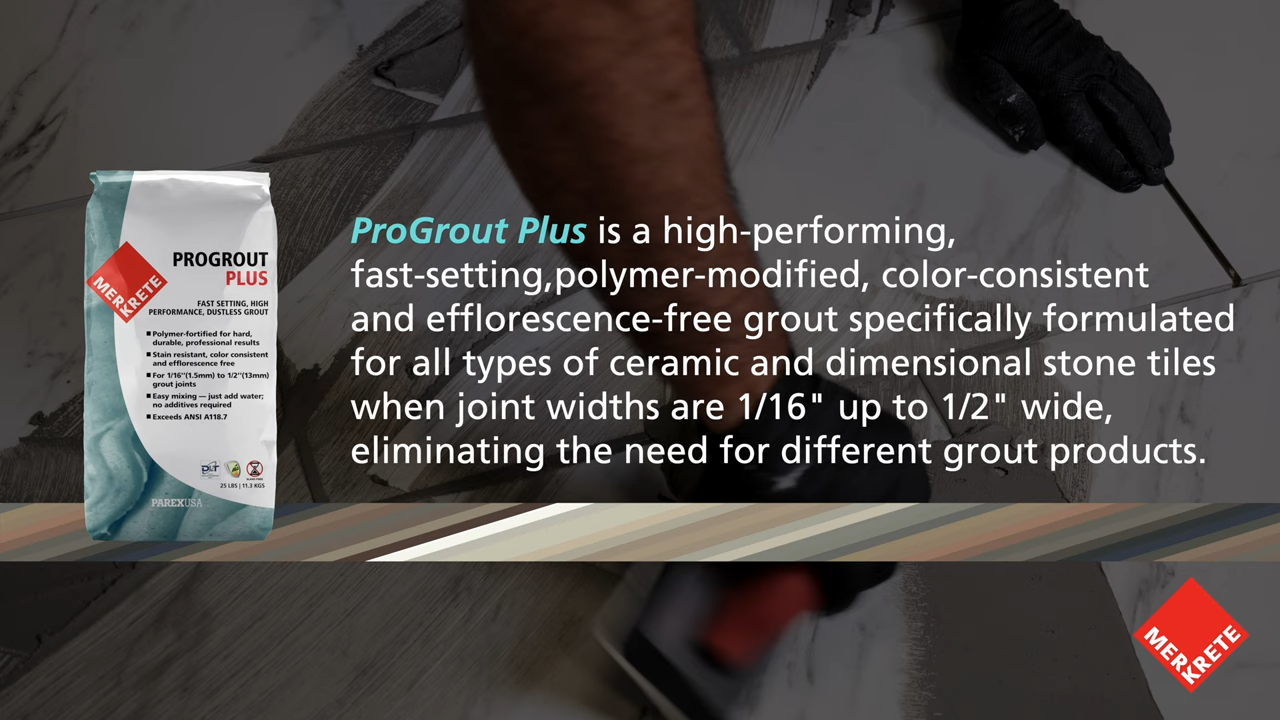 ProGrout Plus is a high-performing,
fast-setting,polymer-modified, color-consistent
and efflorescence-free grout specifically formulated
for all types of ceramic and dimensional stone tiles
when joint widths are 1/16" up to 1/2" wide,
eliminating the need for different grout products.
PROGROUT
PLUS
MERKRETE
FAST SETTING, HIGH
PERFORMANCE, DUSTLESS GROUT
■ Polymer-fortified for hard,
durable, professional results
■ Stain resistant, color consistent
and efflorescence free
■ For 1/16''(1.5mm) to 1/2''(13mm)
grout joints
■ Easy mixing — just add water;
no additives required
■ Exceeds ANSI A118.7
DLT
25 LBS | 11.3 KGS
PAREXUSA
MERKRETE